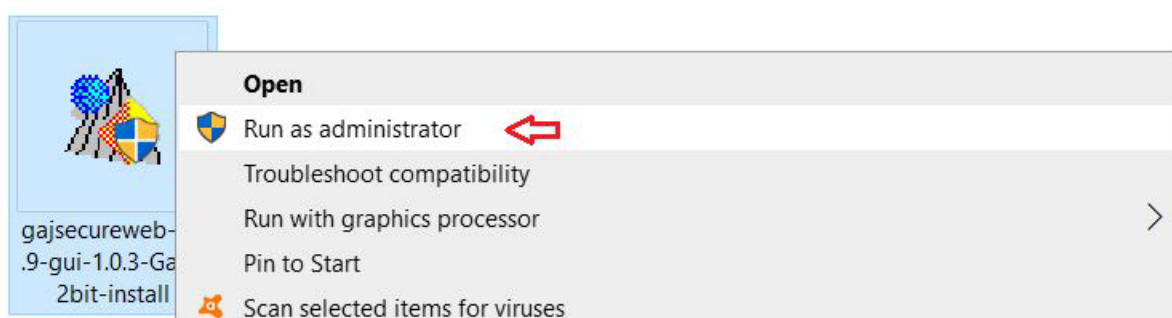 Open
Run as administrator
Troubleshoot compatibility
Run with graphics processor
Pin to Start
Scan selected items for viruses
gajsecureweb-
.9-gui-1.0.3-Ga
2bit-install